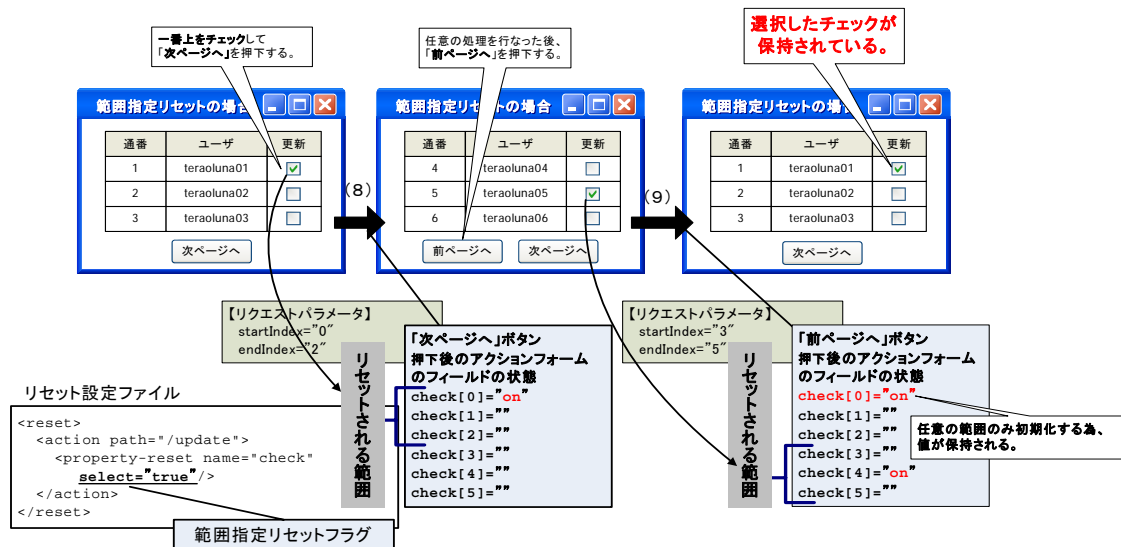 一番上をチェックして
「次ページへ」を押下する。
任意の処理を行なった後、
「前ページへ」を押下する。
選択したチェックが
保持されている。
範囲指定リセットの場合
通番 ユーザ 更新
1 teraoluna01
2 teraoluna02
3 teraoluna03
次ページへ
(8)
範囲指定リセットの場合
通番 ユーザ 更新
4 teraoluna04
5 teraoluna05
6 teraoluna06
前ページへ 次ページへ
(9)
範囲指定リセットの場合
通番 ユーザ 更新
1 teraoluna01
2 teraoluna02
3 teraoluna03
次ページへ
【リクエストパラメータ】
startIndex="0"
endIndex="2"
リセットされる範囲
「次ページへ」ボタン
押下後のアクションフォーム
のフィールドの状態
check[0]="on"
check[1]=""
check[2]=""
check[3]=""
check[4]=""
check[5]=""
【リクエストパラメータ】
startIndex="3"
endIndex="5"
リセットされる範囲
「前ページへ」ボタン
押下後のアクションフォーム
のフィールドの状態
check[0]="on"
check[1]=""
check[2]=""
check[3]=""
check[4]="on"
check[5]=""
任意の範囲のみ初期化する為、
値が保持される。
リセット設定ファイル
<reset>
<action path="/update">
<property-reset name="check"
select="true"/>
</action>
</reset>
範囲指定リセットフラグ